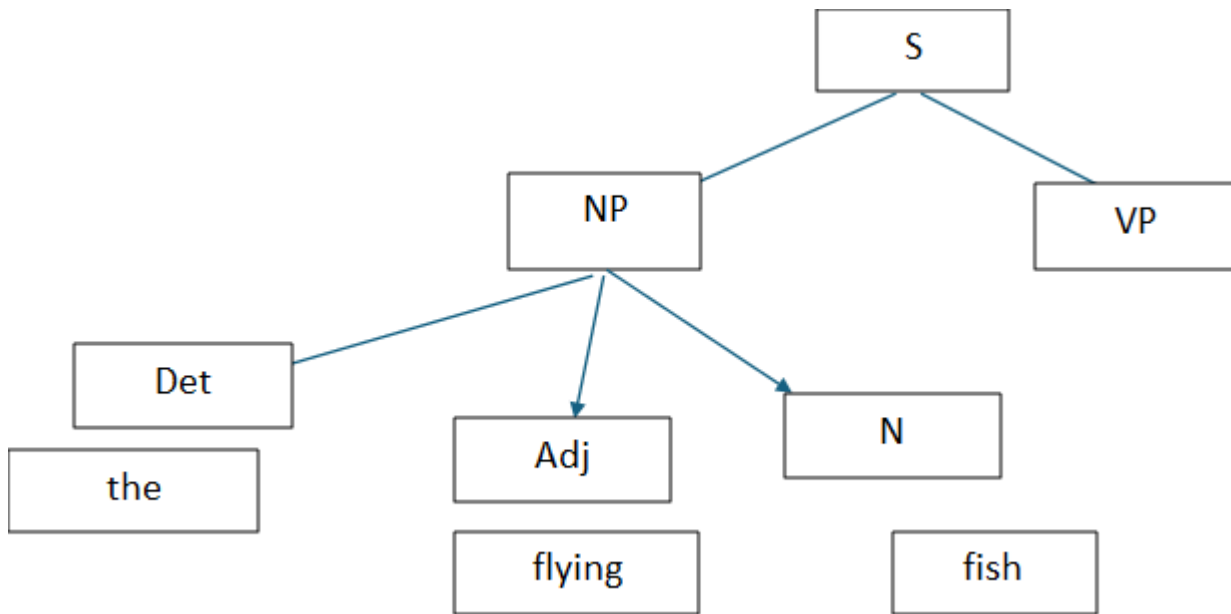 S
NP
VP
Det
Adj
N
the
flying
fish